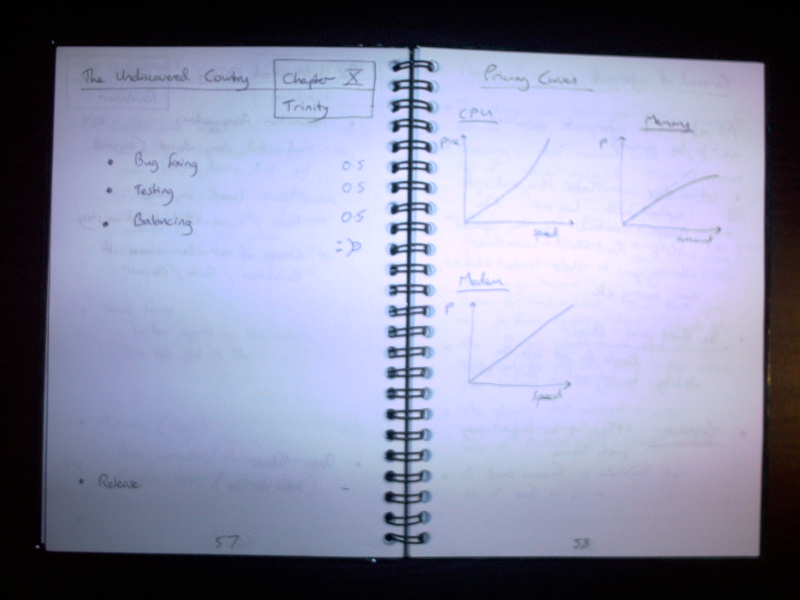 The Undiscovered Country
Chapter X
Trinity
• Bug fixing 0.5
• Testing 0.5
• Balancing 0.5
• Release -
57
Pricing Curves
CPU
speed
Memory
P
amount
Modem
P
Speed
58